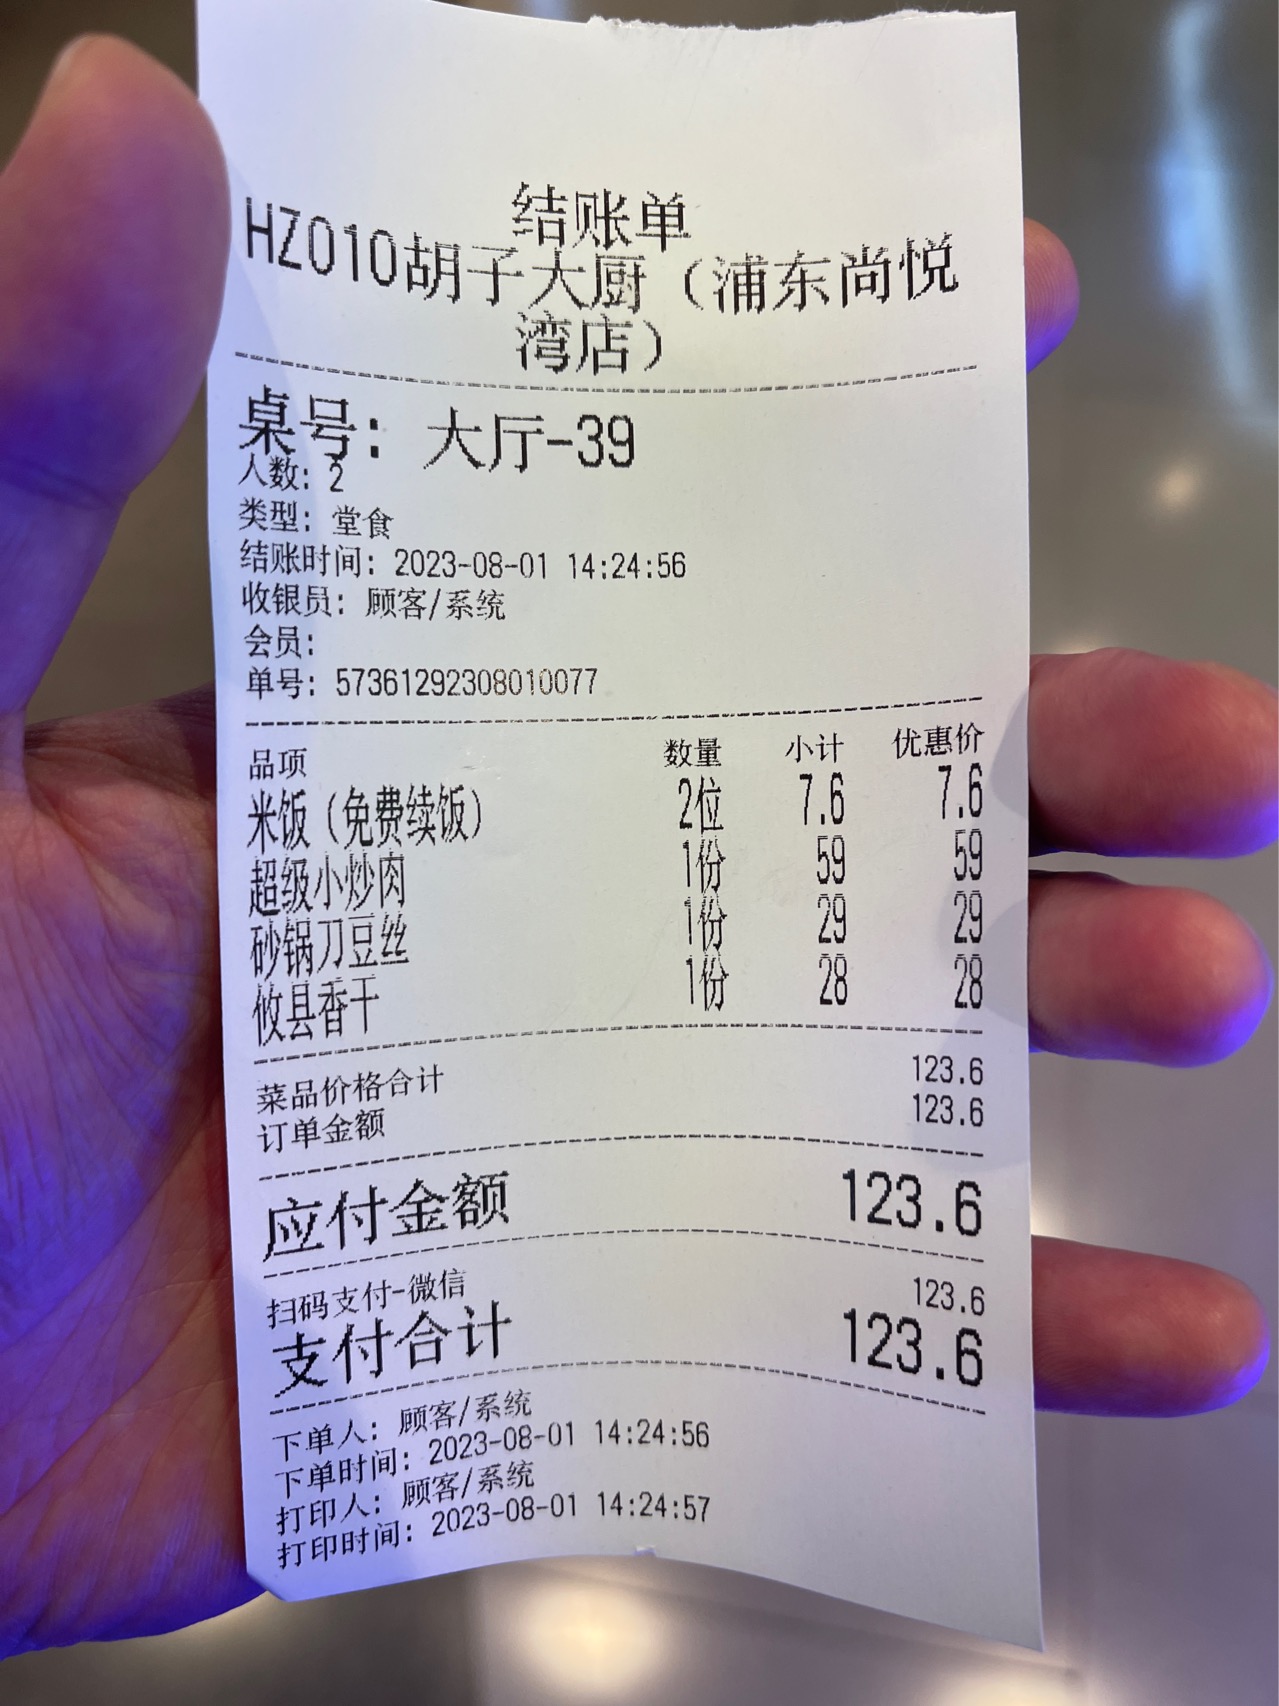 结账单
HZ010胡子大厨（浦东尚悦
湾店）
桌号：大厅-39
人数：2
类型：堂食
结账时间：2023-08-01 14:24:56
收银员：顾客/系统
会员：
单号：57361292308010077
品项 数量 小计 优惠价
米饭（免费续饭） 2位 7.6 7.6
超级小炒肉 1份 59 59
砂锅刀豆丝 1份 29 29
攸县香干 1份 28 28
菜品价格合计 123.6
订单金额 123.6
应付金额 123.6
扫码支付-微信 123.6
支付合计 123.6
下单人：顾客/系统
下单时间：2023-08-01 14:24:56
打印人：顾客/系统
打印时间：2023-08-01 14:24:57